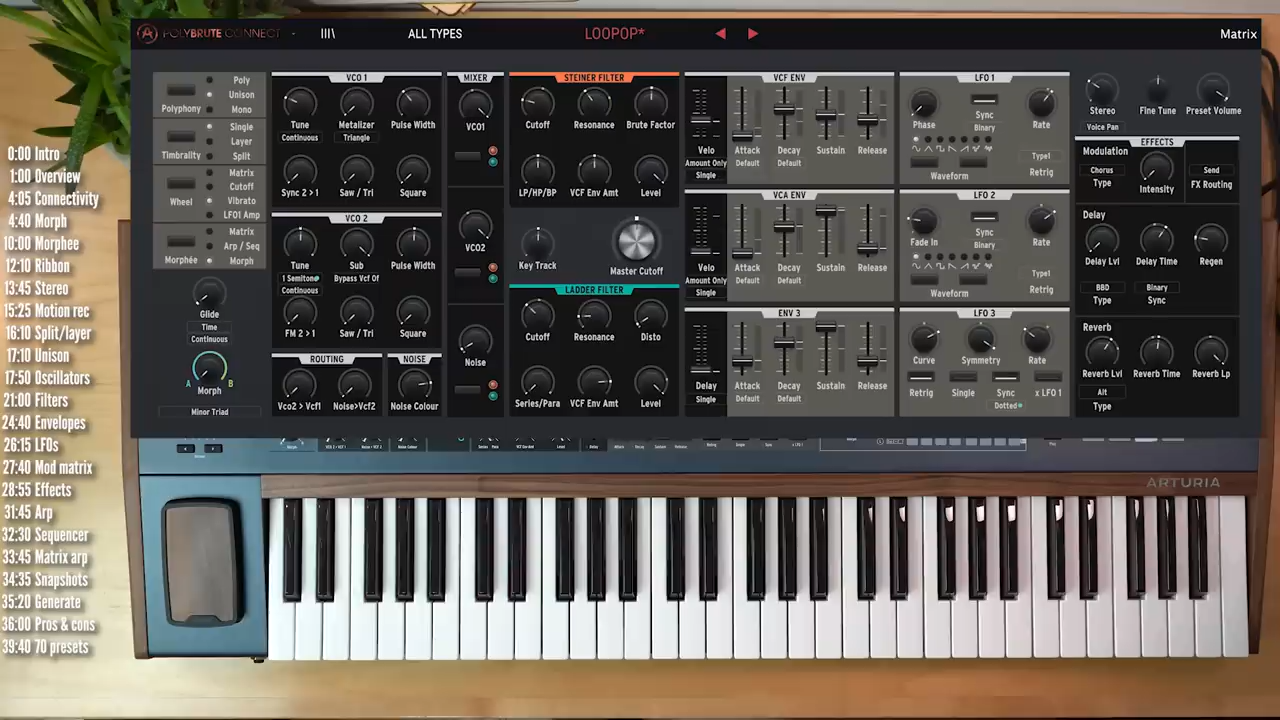 POLYBRUTE CONNECT
ALL TYPES
LOOPOP*
Matrix
Poly
Unison
Mono
Polyphony
Single
Layer
Split
Timbrality
Matrix
Cutoff
Vibrato
LFO1 Amp
Wheel
Matrix
Arp / Seq
Morph
Morphée
Glide
Time
Continuous
A
B
Morph
Minor Triad
VCO 1
Tune
Metalizer
Pulse Width
Continuous
Triangle
Sync 2>1
Saw / Tri
Square
VCO 2
Tune
Sub
Pulse Width
1 Semitone
Bypass Vcf Of
Continuous
FM 2>1
Saw / Tri
Square
ROUTING
NOISE
Vco2 > Vcf1
Noise>Vcf2
Noise Colour
MIXER
VCO1
VCO2
Noise
STEINER FILTER
Cutoff
Resonance
Brute Factor
LP/HP/BP
VCF Env Amt
Level
Key Track
Master Cutoff
LADDER FILTER
Cutoff
Resonance
Disto
Series/Para
VCF Env Amt
Level
VCF ENV
Velo
Attack
Decay
Sustain
Release
Amount Only
Default
Default
Single
VCA ENV
Velo
Attack
Decay
Sustain
Release
Amount Only
Default
Default
Single
ENV 3
Delay
Attack
Decay
Sustain
Release
Single
Default
Default
LFO 1
Phase
Sync
Rate
Binary
Type1
Retrig
Waveform
LFO 2
Fade In
Sync
Rate
Binary
Type1
Retrig
Waveform
LFO 3
Curve
Symmetry
Rate
Retrig
Single
Sync
x LFO 1
Dotted
Stereo
Fine Tune
Preset Volume
Voice Pan
EFFECTS
Modulation
Chorus
Type
Intensity
Send
FX Routing
Delay
Delay Lvl
Delay Time
Regen
BBD
Binary
Type
Sync
Reverb
Reverb Lvl
Reverb Time
Reverb Lp
Alt
Type
ARTURIA
0:00 Intro
1:00 Overview
4:05 Connectivity
4:40 Morph
10:00 Morphee
12:10 Ribbon
13:45 Stereo
15:25 Motion rec
16:10 Split/layer
17:10 Unison
17:50 Oscillators
21:00 Filters
24:40 Envelopes
26:15 LFOs
27:40 Mod matrix
28:55 Effects
31:45 Arp
32:30 Sequencer
33:45 Matrix arp
34:35 Snapshots
35:20 Generate
36:00 Pros & cons
39:40 70 presets